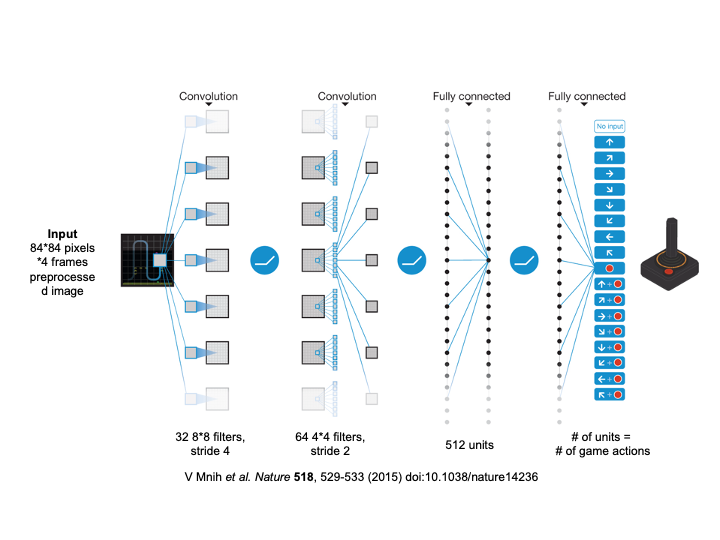 Convolution
Convolution
Fully connected
Fully connected
No input
Input
84*84 pixels
*4 frames
preprocesse
d image
32 8*8 filters,
stride 4
64 4*4 filters,
stride 2
512 units
# of units =
# of game actions
V Mnih et al. Nature 518, 529-533 (2015) doi:10.1038/nature14236